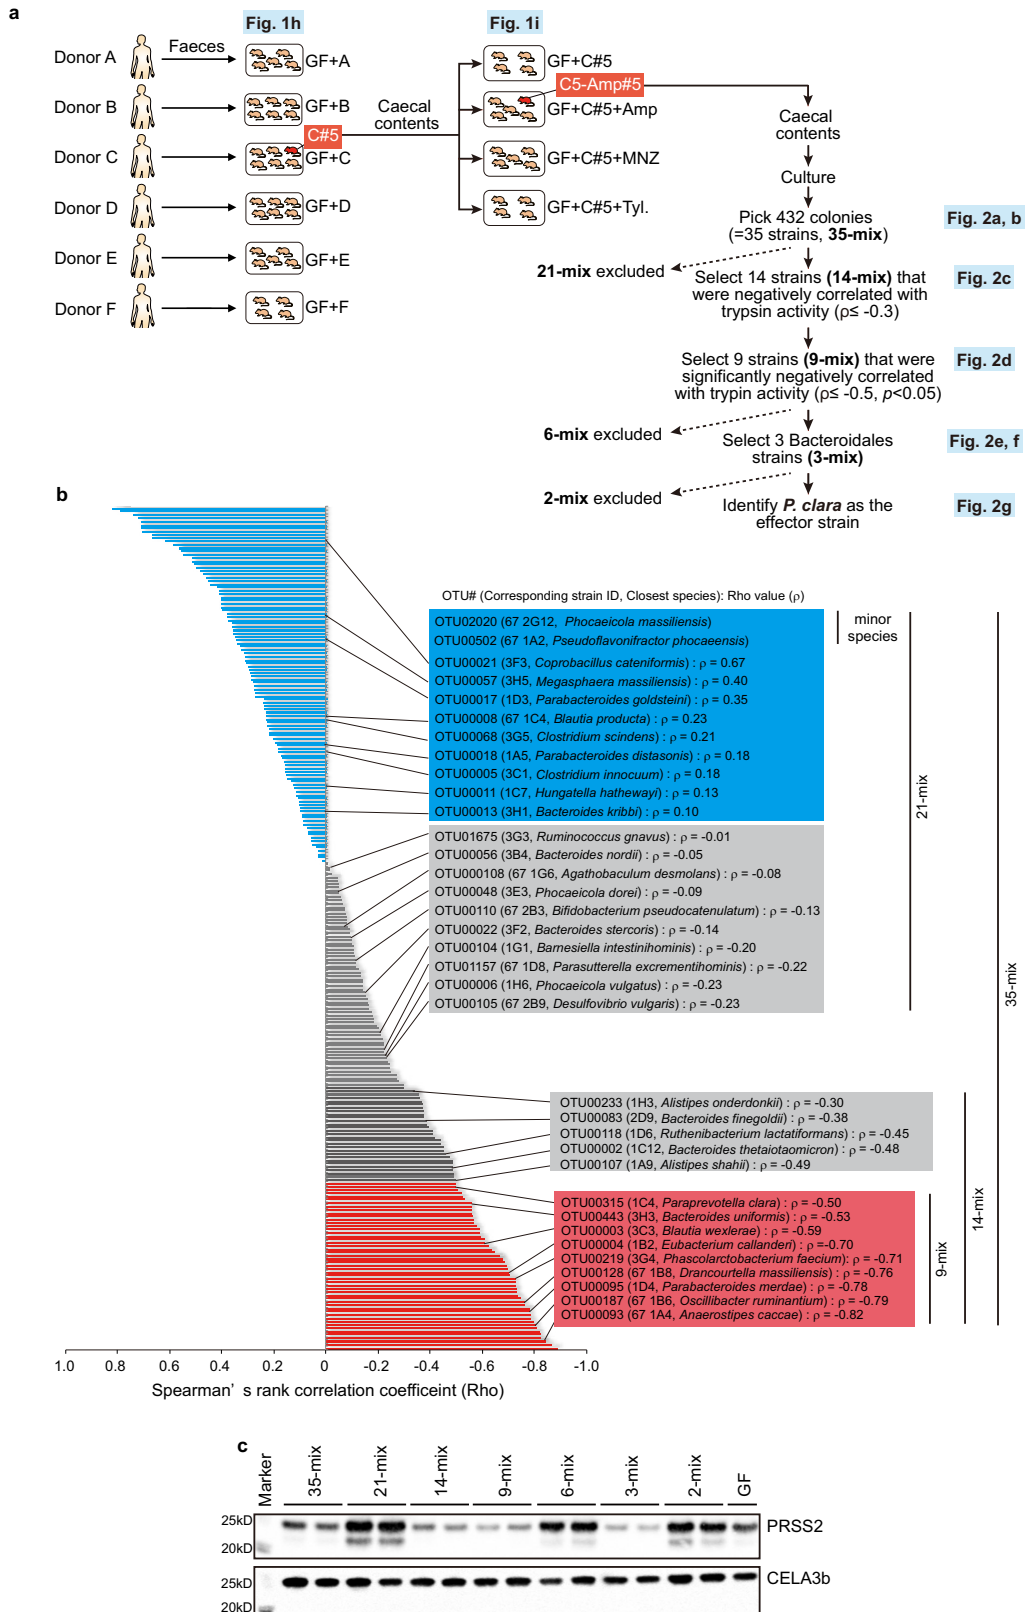 a
Fig. 1h
Fig. 1i
Donor A
Faeces
GF+A
GF+C#5
Donor B
GF+B
Caecal
contents
C5-Amp#5
GF+C#5+Amp
Caecal
contents
C#5
Donor C
GF+C
GF+C#5+MNZ
Culture
Donor D
GF+D
GF+C#5+Tyl.
Pick 432 colonies
(=35 strains, 35-mix)
Fig. 2a, b
Donor E
GF+E
21-mix excluded
Select 14 strains (14-mix) that
were negatively correlated with
trypsin activity (ρ≤ -0.3)
Fig. 2c
Donor F
GF+F
Select 9 strains (9-mix) that were
significantly negatively correlated
with trypin activity (ρ≤ -0.5, p<0.05)
Fig. 2d
6-mix excluded
Select 3 Bacteroidales
strains (3-mix)
Fig. 2e, f
2-mix excluded
Identify P. clara as the
effector strain
Fig. 2g
b
OTU# (Corresponding strain ID, Closest species): Rho value (ρ)
OTU02020 (67 2G12, Phocaeicola massiliensis)
OTU00502 (67 1A2, Pseudoflavonifractor phocaeensis)
minor
species
OTU00021 (3F3, Coprobacillus cateniformis) : ρ = 0.67
OTU00057 (3H5, Megasphaera massiliensis) : ρ = 0.40
OTU00017 (1D3, Parabacteroides goldsteini) : ρ = 0.35
OTU00008 (67 1C4, Blautia producta) : ρ = 0.23
OTU00068 (3G5, Clostridium scindens) : ρ = 0.21
OTU00018 (1A5, Parabacteroides distasonis) : ρ = 0.18
OTU00005 (3C1, Clostridium innocuum) : ρ = 0.18
OTU00011 (1C7, Hungatella hathewayi) : ρ = 0.13
OTU00013 (3H1, Bacteroides kribbi) : ρ = 0.10
OTU01675 (3G3, Ruminococcus gnavus) : ρ = -0.01
OTU00056 (3B4, Bacteroides nordii) : ρ = -0.05
OTU000108 (67 1G6, Agathobaculum desmolans) : ρ = -0.08
OTU00048 (3E3, Phocaeicola dorei) : ρ = -0.09
OTU00110 (67 2B3, Bifidobacterium pseudocatenulatum) : ρ = -0.13
OTU00022 (3F2, Bacteroides stercoris) : ρ = -0.14
OTU00104 (1G1, Barnesiella intestinihominis) : ρ = -0.20
OTU01157 (67 1D8, Parasutterella excrementihominis) : ρ = -0.22
OTU00006 (1H6, Phocaeicola vulgatus) : ρ = -0.23
OTU00105 (67 2B9, Desulfovibrio vulgaris) : ρ = -0.23
21-mix
35-mix
OTU00233 (1H3, Alistipes onderdonkii) : ρ = -0.30
OTU00083 (2D9, Bacteroides finegoldii) : ρ = -0.38
OTU00118 (1D6, Ruthenibacterium lactatiformans) : ρ = -0.45
OTU00002 (1C12, Bacteroides thetaiotaomicron) : ρ = -0.48
OTU00107 (1A9, Alistipes shahii) : ρ = -0.49
OTU00315 (1C4, Paraprevotella clara) : ρ = -0.50
OTU00443 (3H3, Bacteroides uniformis) : ρ = -0.53
OTU00003 (3C3, Blautia wexlerae) : ρ = -0.59
OTU00004 (1B2, Eubacterium callanderi) : ρ =-0.70
OTU00219 (3G4, Phascolarctobacterium faecium): ρ = -0.71
OTU00128 (67 1B8, Drancourtella massiliensis) : ρ = -0.76
OTU00095 (1D4, Parabacteroides merdae) : ρ = -0.78
OTU00187 (67 1B6, Oscillibacter ruminantium) : ρ = -0.79
OTU00093 (67 1A4, Anaerostipes caccae) : ρ = -0.82
9-mix
14-mix
1.0 0.8 0.6 0.4 0.2 0 -0.2 -0.4 -0.6 -0.8 -1.0
Spearman' s rank correlation coefficeint (Rho)
c
Marker 35-mix 21-mix 14-mix 9-mix 6-mix 3-mix 2-mix GF
25kD
PRSS2
20kD
25kD
CELA3b
20kD